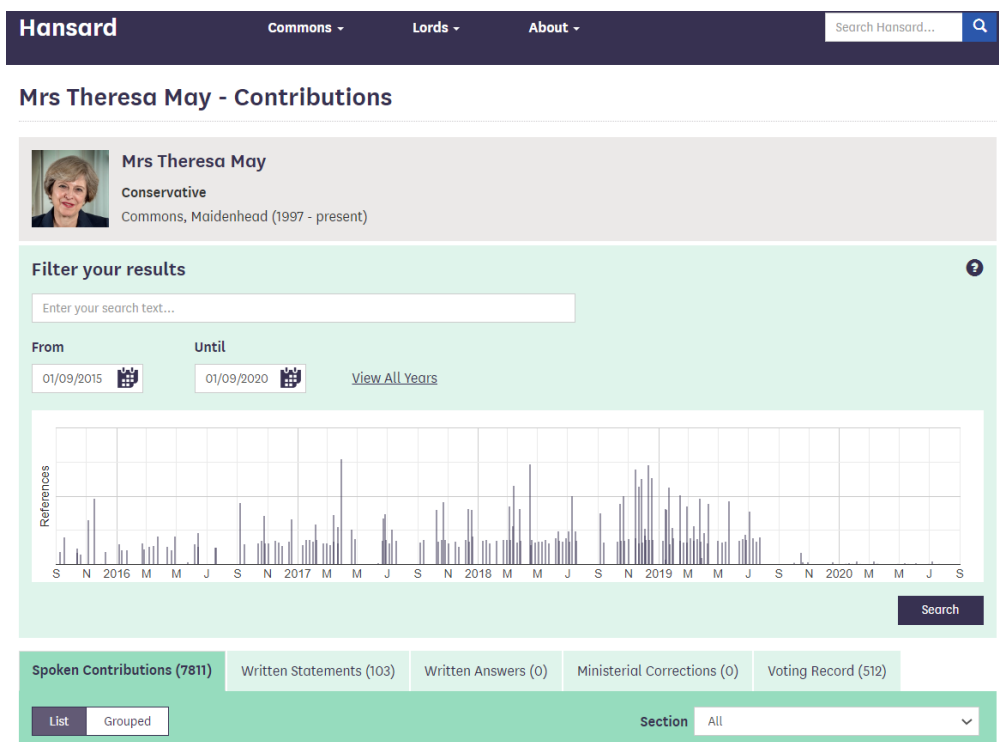 Hansard Commons Lords About Search Hansard...
Mrs Theresa May - Contributions
Mrs Theresa May
Conservative
Commons, Maidenhead (1997 - present)
Filter your results ?
Enter your search text...
From Until
01/09/2015 01/09/2020 View All Years
References
S N 2016 M M J S N 2017 M M J S N 2018 M M J S N 2019 M M J S N 2020 M M J S
Search
Spoken Contributions (7811) Written Statements (103) Written Answers (0) Ministerial Corrections (0) Voting Record (512)
List Grouped Section All